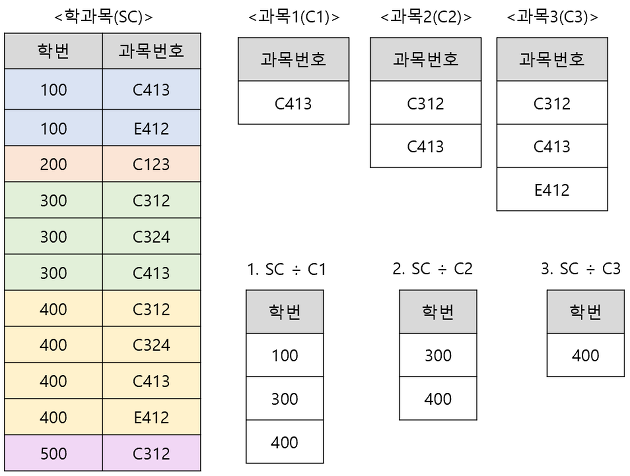 <학과목(SC)>
학번 과목번호
100 C413
100 E412
200 C123
300 C312
300 C324
300 C413
400 C312
400 C324
400 C413
400 E412
500 C312
<과목1(C1)>
과목번호
C413
<과목2(C2)>
과목번호
C312
C413
<과목3(C3)>
과목번호
C312
C413
E412
1. SC ÷ C1
학번
100
300
400
2. SC ÷ C2
학번
300
400
3. SC ÷ C3
학번
400